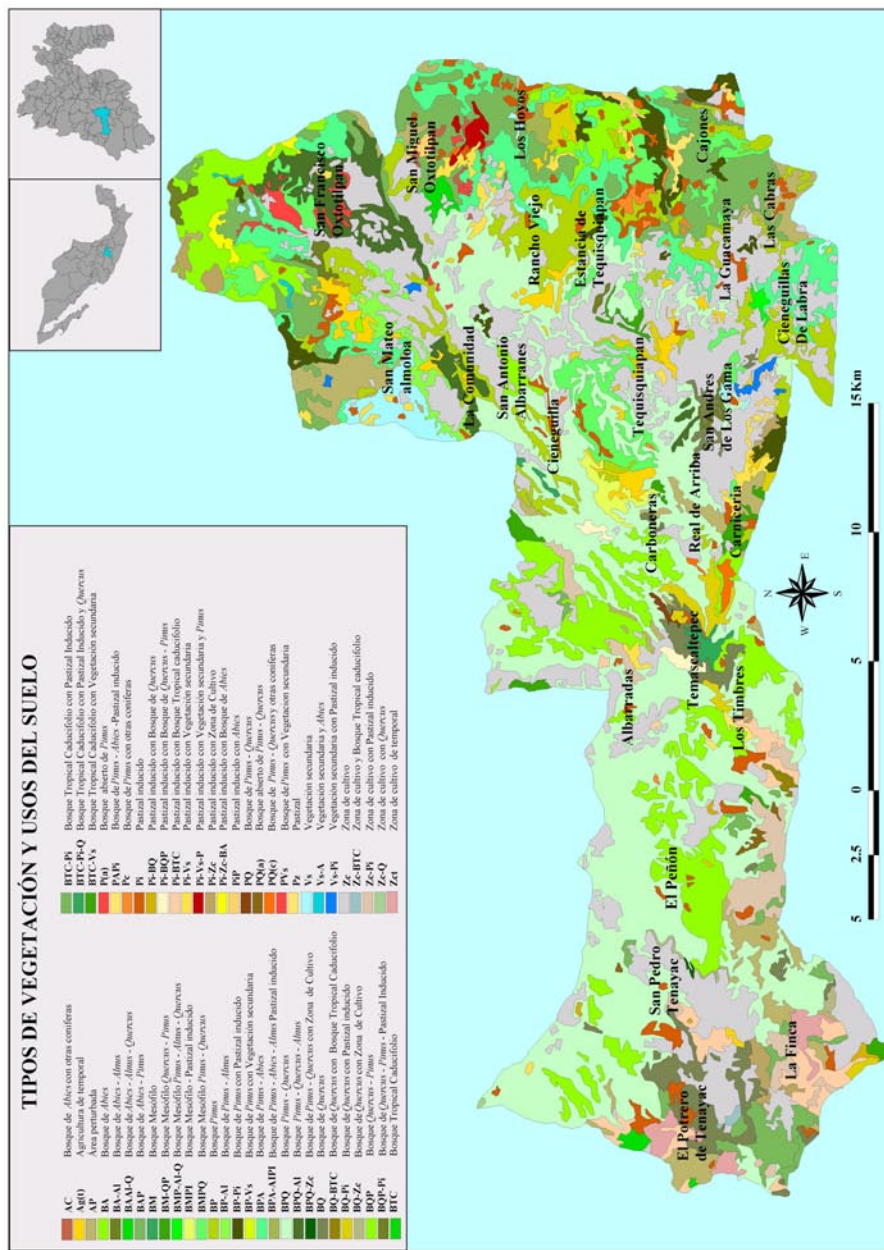 TIPOS DE VEGETACIÓN Y USOS DEL SUELO
AC Bosque de Abies con otras coníferas
Ag(t) Agricultura de temporal
AP Área perturbada
BA Bosque de Abies
BA-Al Bosque de Abies - Alnus
BAAl-Q Bosque de Abies - Alnus - Quercus
BAP Bosque de Abies - Pinus
BM Bosque Mesófilo
BM-QP Bosque Mesófilo Quercus - Pinus
BMP-Al-Q Bosque Mesófilo Pinus - Alnus - Quercus
BMPI Bosque Mesófilo - Pastizal inducido
BMPQ Bosque Mesófilo Pinus - Quercus
BP Bosque Pinus
BP-Al Bosque de Pinus - Alnus
BP-Pi Bosque de Pinus con Pastizal inducido
BP-Vs Bosque de Pinus con Vegetación secundaria
BPA Bosque de Pinus - Abies
BPA-AlPI Bosque de Pinus - Abies - Alnus Pastizal inducido
BPQ Bosque Pinus - Quercus
BPQ-Al Bosque Pinus - Quercus - Alnus
BPQ-Zc Bosque de Pinus - Quercus con Zona de Cultivo
BQ Bosque de Quercus
BQ-BTC Bosque de Quercus con Bosque Tropical Caducifolio
BQ-Pi Bosque de Quercus con Pastizal inducido
BQ-Zc Bosque de Quercus con Zona de Cultivo
BQP Bosque Quercus - Pinus
BQP-Pi Bosque de Quercus - Pinus - Pastizal Inducido
BTC Bosque Tropical Caducifolio
BTC-Pi Bosque Tropical Caducifolio con Pastizal Inducido
BTC-Pi-Q Bosque Tropical Caducifolio con Pastizal Inducido y Quercus
BTC-Vs Bosque Tropical Caducifolio con Vegetación secundaria
P(a) Bosque abierto de Pinus
PAPi Bosque de Pinus - Abies -Pastizal inducido
Pc Bosque de Pinus con otras coníferas
Pi Pastizal inducido
Pi-BQ Pastizal inducido con Bosque de Quercus
Pi-BQP Pastizal inducido con Bosque de Quercus - Pinus
Pi-BTC Pastizal inducido con Bosque Tropical caducifolio
Pi-Vs Pastizal inducido con Vegetación secundaria
Pi-Vs-P Pastizal inducido con Vegetación secundaria y Pinus
Pi-Zc Pastizal inducido con Zona de Cultivo
Pi-Zc-BA Pastizal inducido con Bosque de Abies
PiP Pastizal inducido con Abies
PQ Bosque de Pinus - Quercus
PQ(a) Bosque abierto de Pinus - Quercus
PQ(c) Bosque de Pinus - Quercus y otras coniferas
PVs Bosque de Pinus con Vegetacion secundaria
Pz Pastizal
Vs Vegetación secundaria
Vs-A Vegetación secundaria y Abies
Vs-Pi Vegetación secundaria con Pastizal inducido
Zc Zona de cultivo
Zc-BTC Zona de cultivo y Bosque Tropical caducifolio
Zc-Pi Zona de cultivo con Pastizal inducido
Zc-Q Zona de cultivo con Quercus
Zct Zona de cultivo de temporal
San Francisco
Oxtotilpan
San Miguel
Oxtotilpan
Los Hoyos
San Mateo
almoloa
La Comunidad
San Antonio
Albarranes
Rancho Viejo
Estancia de
Tequisquiapan
Cieneguilla
Tequisquiapan
Cajones
La Guacamaya
Las Cabras
Cieneguillas
De Labra
San Andres
de Los Gama
Carboneras
Real de Arriba
Carniceria
Albarradas
Temascaltepec
Los Timbres
El Peñón
San Pedro
Tenayac
El Potrero
de Tenayac
La Finca
N
W E
S
5 2.5 0 5 10 15 Km